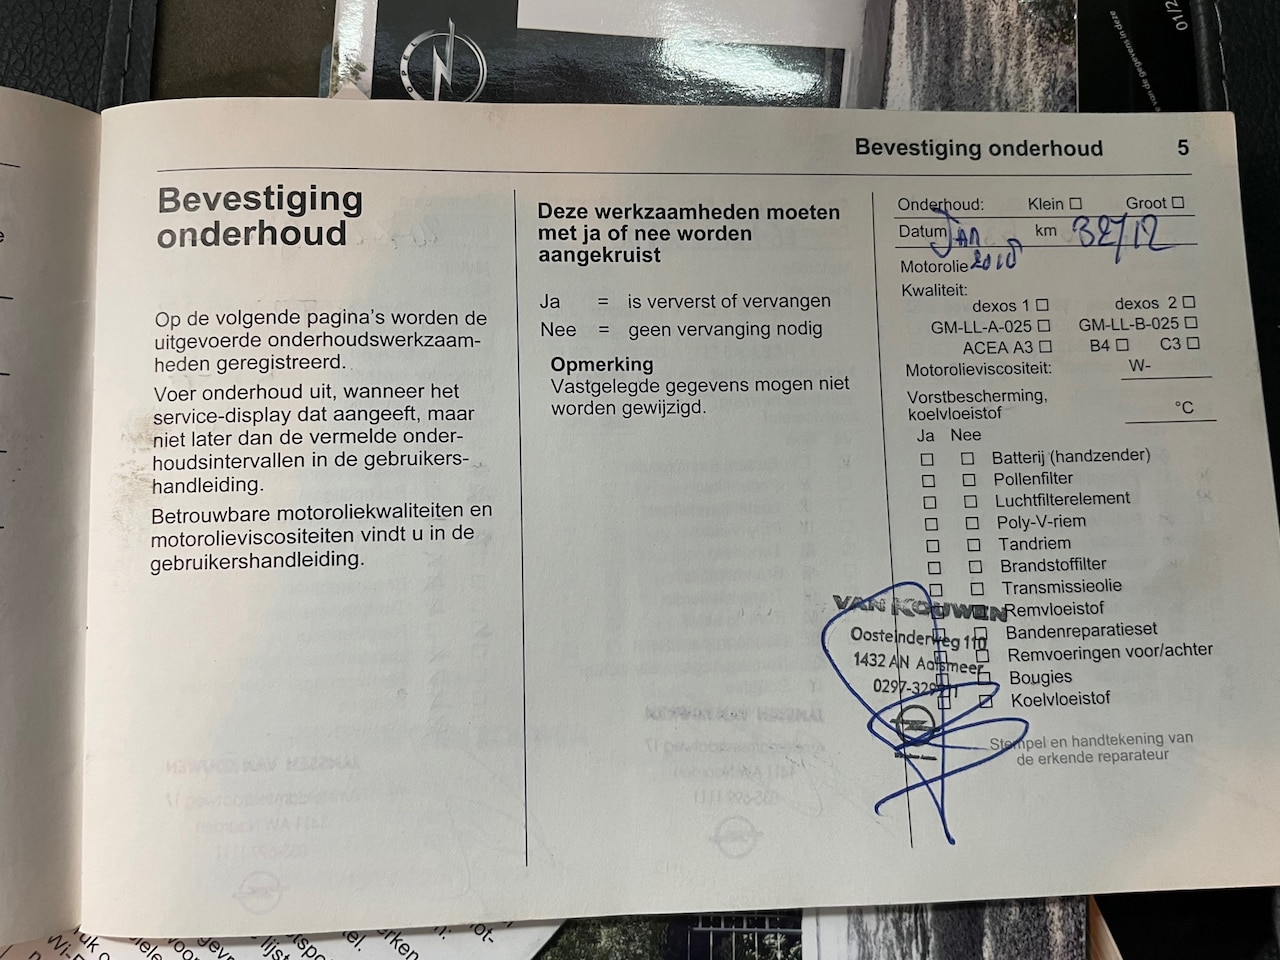 OPEL
01/2
Bevestiging onderhoud 5
Bevestiging
onderhoud
Op de volgende pagina's worden de
uitgevoerde onderhoudswerkzaam-
heden geregistreerd.
Voer onderhoud uit, wanneer het
service-display dat aangeeft, maar
niet later dan de vermelde onder-
houdsintervallen in de gebruikers-
handleiding.
Betrouwbare motoroliekwaliteiten en
motorolieviscositeiten vindt u in de
gebruikershandleiding.
Deze werkzaamheden moeten
met ja of nee worden
aangekruist
Ja = is ververst of vervangen
Nee = geen vervanging nodig
Opmerking
Vastgelegde gegevens mogen niet
worden gewijzigd.
Onderhoud: Klein Groot
Datum Jan km 32712
Motorolie 2018
Kwaliteit:
dexos 1 dexos 2
GM-LL-A-025 GM-LL-B-025
ACEA A3 B4 C3
Motorolieviscositeit: W-
Vorstbescherming,
koelvloeistof °C
Ja Nee
Batterij (handzender)
Pollenfilter
Luchtfilterelement
Poly-V-riem
Tandriem
Brandstoffilter
Transmissieolie
Remvloeistof
Bandenreparatieset
Remvoeringen voor/achter
Bougies
Koelvloeistof
VAN KOUWEN
Oosteinderweg 110
1432 AN Aalsmeer
Stempel en handtekening van
de erkende reparateur